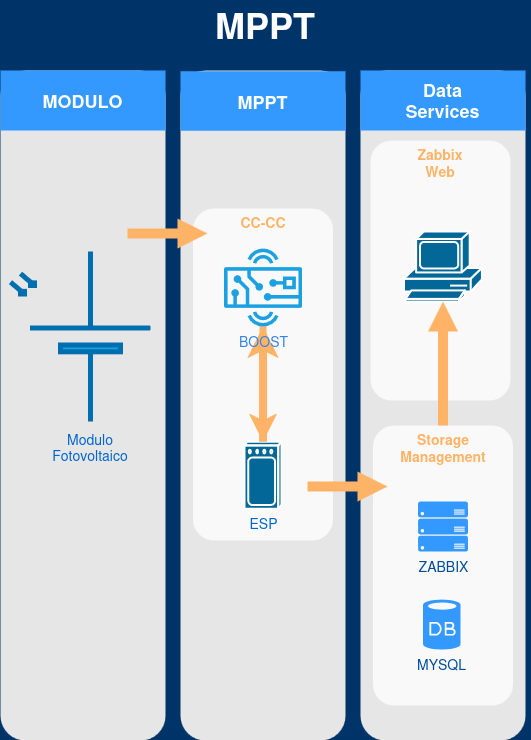 MPPT
MODULO
Modulo
Fotovoltaico
MPPT
CC-CC
BOOST
ESP
Data
Services
Zabbix
Web
Storage
Management
ZABBIX
DB
MYSQL